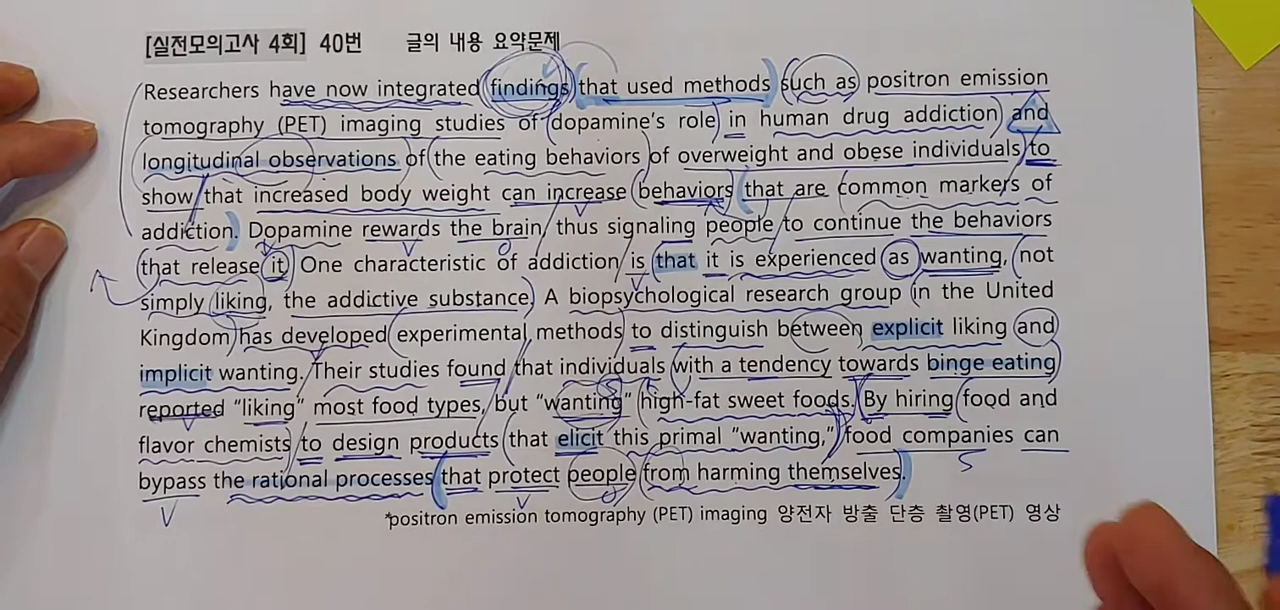 [실전모의고사 4회] 40번 글의 내용 요약문제
Researchers have now integrated findings that used methods such as positron emission
tomography (PET) imaging studies of dopamine's role in human drug addiction and
longitudinal observations of the eating behaviors of overweight and obese individuals to
show that increased body weight can increase behaviors that are common markers of
addiction. Dopamine rewards the brain, thus signaling people to continue the behaviors
that release it. One characteristic of addiction is that it is experienced as wanting, not
simply liking, the addictive substance. A biopsychological research group in the United
Kingdom has developed experimental methods to distinguish between explicit liking and
implicit wanting. Their studies found that individuals with a tendency towards binge eating
reported “liking” most food types, but “wanting” high-fat sweet foods. By hiring food and
flavor chemists to design products that elicit this primal “wanting,” food companies can
bypass the rational processes that protect people from harming themselves.
*positron emission tomography (PET) imaging 양전자 방출 단층 촬영(PET) 영상